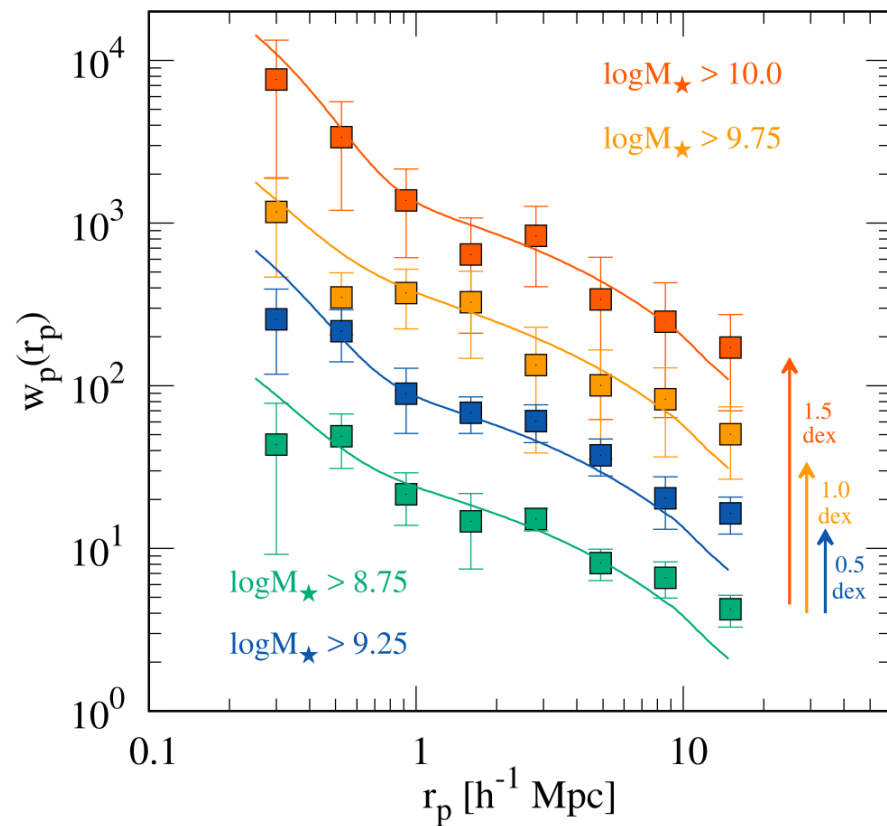 logM★ > 10.0
logM★ > 9.75
logM★ > 8.75
logM★ > 9.25
1.5
dex
1.0
dex
0.5
dex
w_p(r_p)
10^4
10^3
10^2
10^1
10^0
0.1 1 10
r_p [h^-1 Mpc]